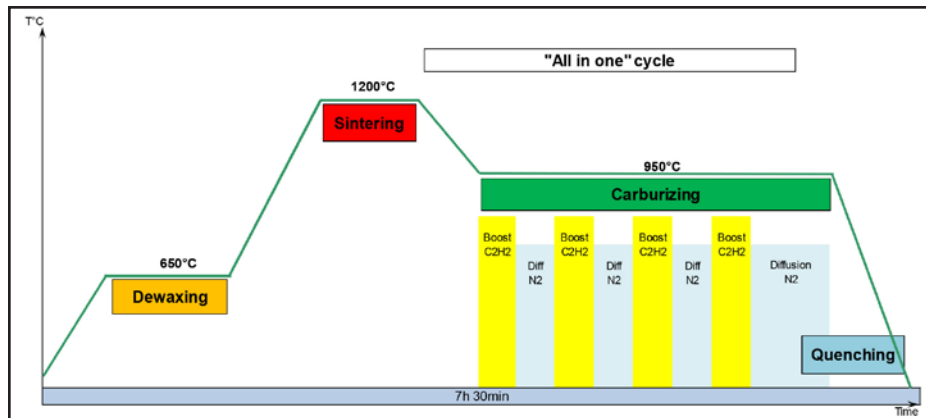 T°C
"All in one" cycle
1200°C
Sintering
950°C
Carburizing
650°C
Dewaxing
Boost
C2H2
Diff
N2
Boost
C2H2
Diff
N2
Boost
C2H2
Diff
N2
Boost
C2H2
Diffusion
N2
Quenching
7h 30min
Time